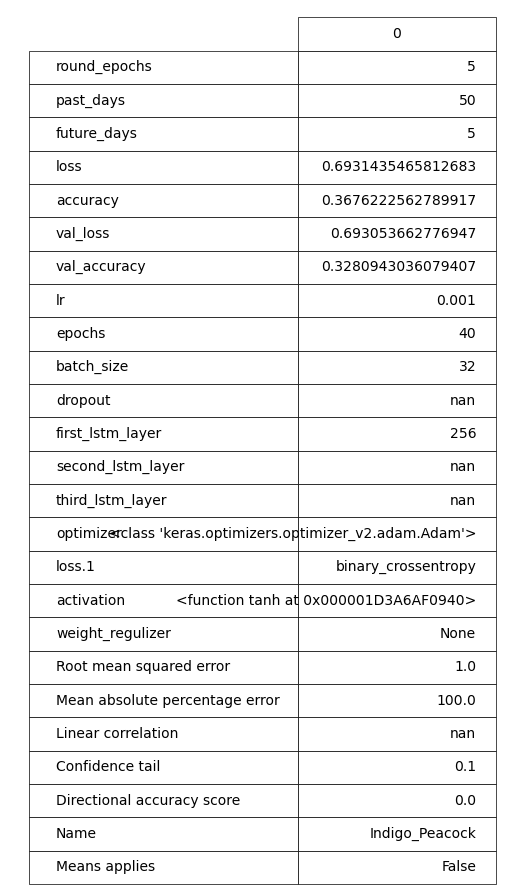 0
round_epochs 5
past_days 50
future_days 5
loss 0.6931435465812683
accuracy 0.3676222562789917
val_loss 0.693053662776947
val_accuracy 0.3280943036079407
lr 0.001
epochs 40
batch_size 32
dropout nan
first_lstm_layer 256
second_lstm_layer nan
third_lstm_layer nan
optimizer <class 'keras.optimizers.optimizer_v2.adam.Adam'>
loss.1 binary_crossentropy
activation <function tanh at 0x000001D3A6AF0940>
weight_regulizer None
Root mean squared error 1.0
Mean absolute percentage error 100.0
Linear correlation nan
Confidence tail 0.1
Directional accuracy score 0.0
Name Indigo_Peacock
Means applies False